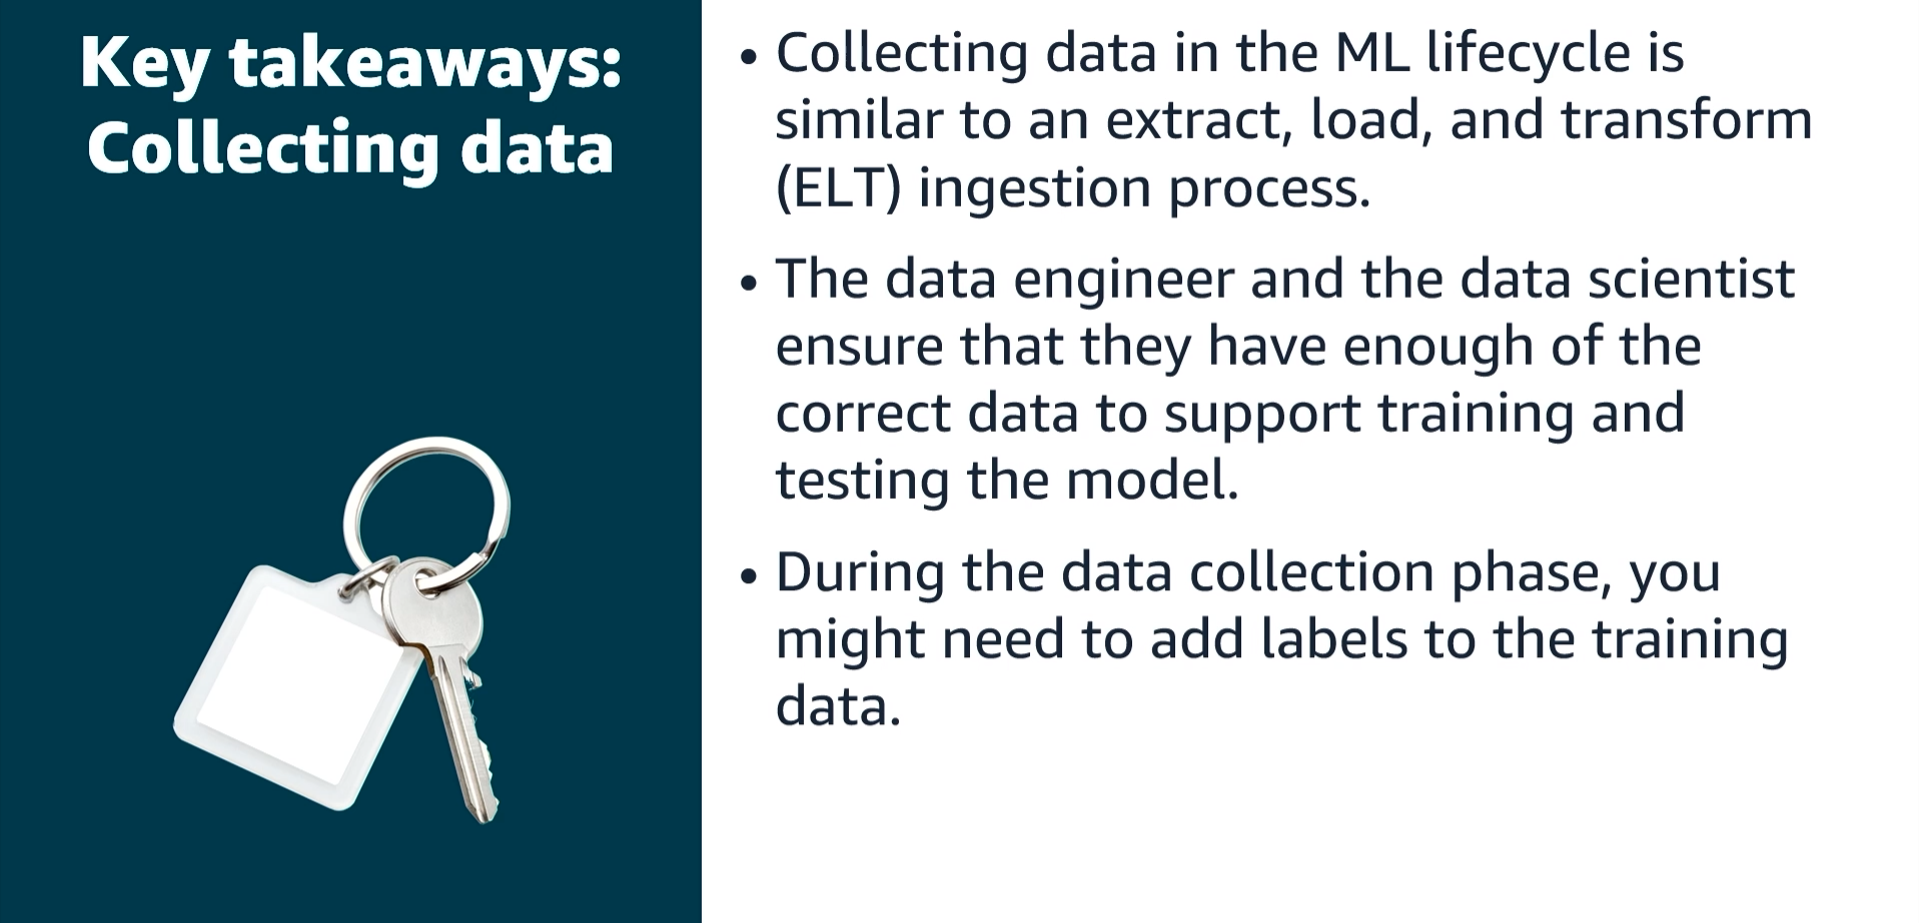 Key takeaways:
Collecting data
• Collecting data in the ML lifecycle is
similar to an extract, load, and transform
(ELT) ingestion process.
• The data engineer and the data scientist
ensure that they have enough of the
correct data to support training and
testing the model.
• During the data collection phase, you
might need to add labels to the training
data.